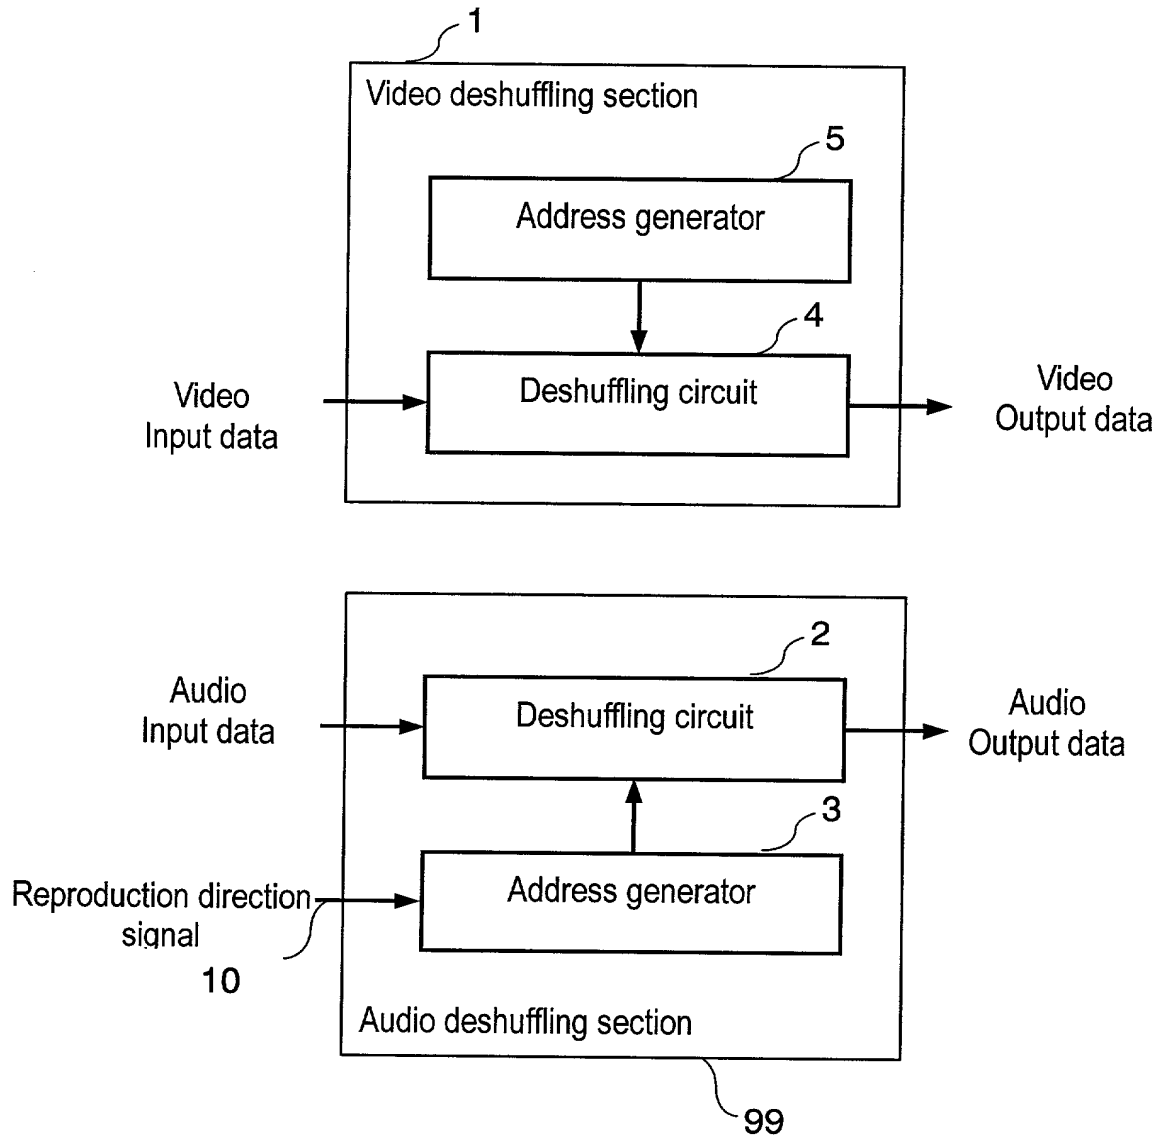 1
Video deshuffling section
5
Address generator
4
Deshuffling circuit
Video
Input data
Video
Output data
2
Deshuffling circuit
Audio
Input data
Audio
Output data
3
Address generator
Reproduction direction
signal
10
Audio deshuffling section
99